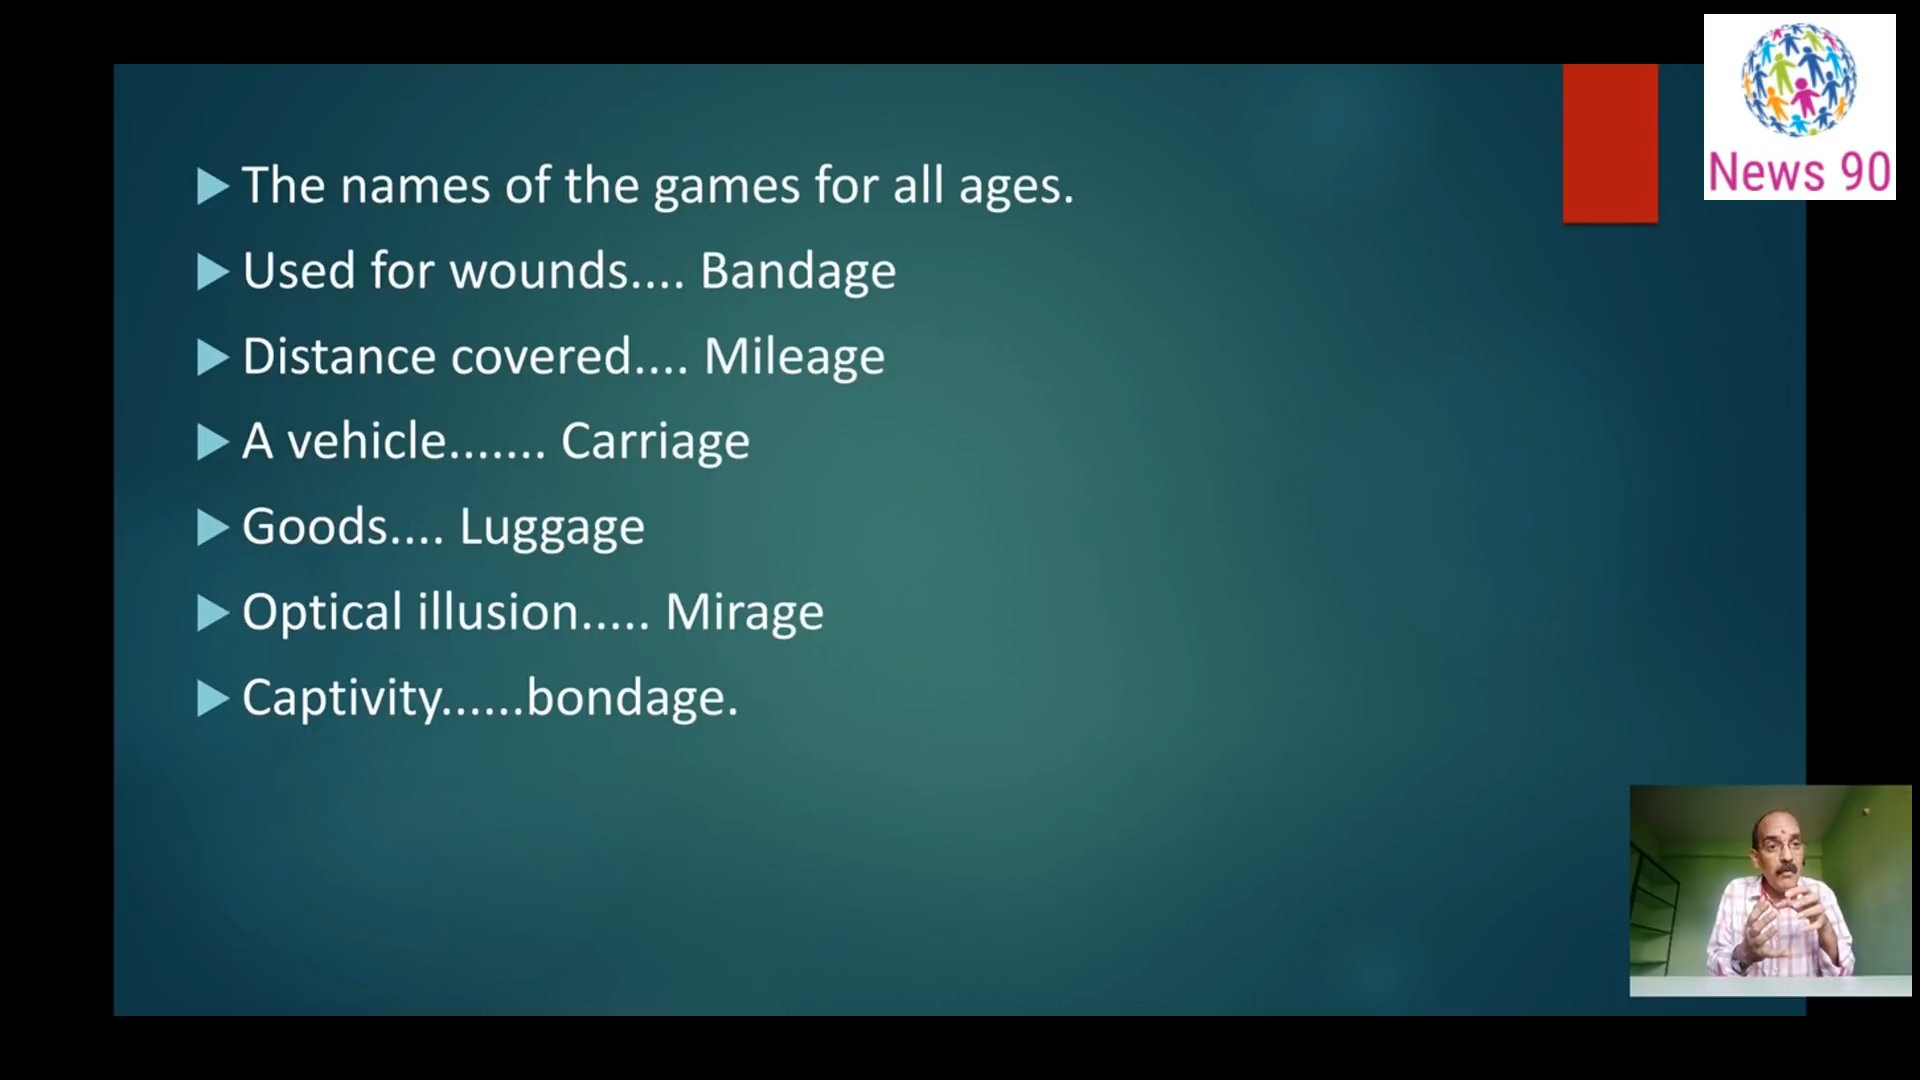 The names of the games for all ages.
Used for wounds.... Bandage
Distance covered.... Mileage
A vehicle....... Carriage
Goods.... Luggage
Optical illusion..... Mirage
Captivity......bondage.
News 90